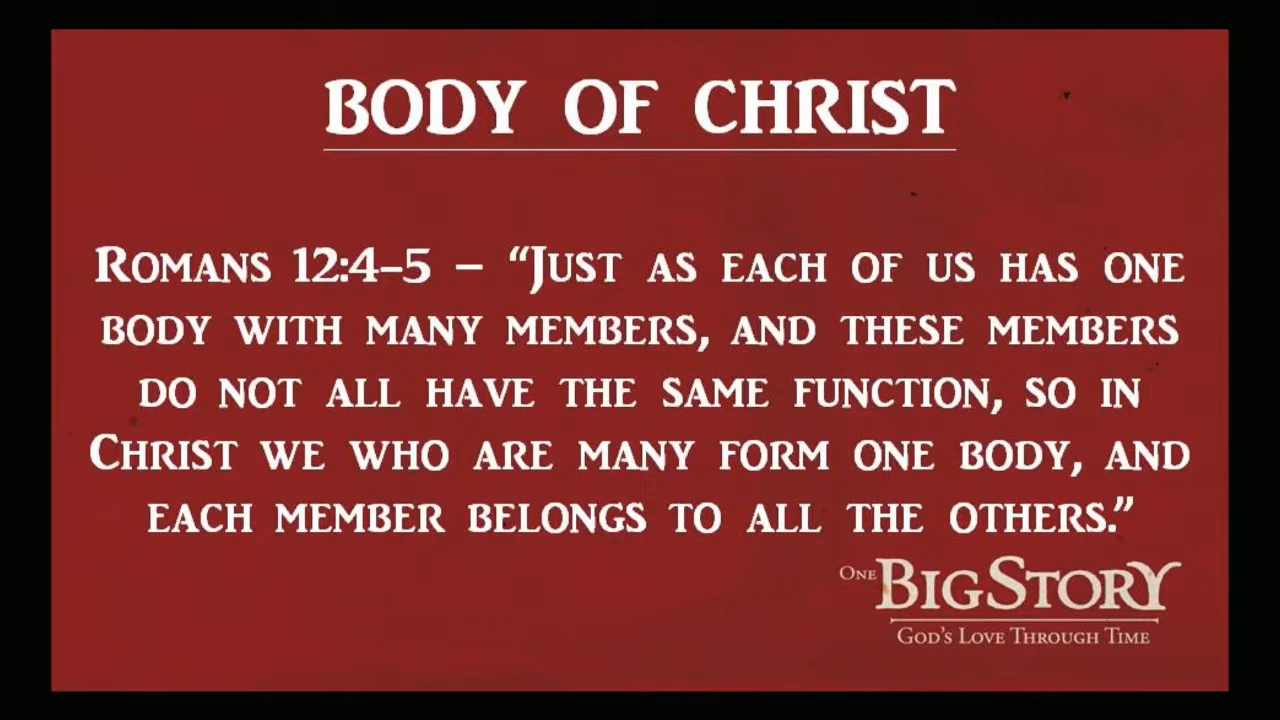 BODY OF CHRIST
ROMANS 12:4–5 – “JUST AS EACH OF US HAS ONE
BODY WITH MANY MEMBERS, AND THESE MEMBERS
DO NOT ALL HAVE THE SAME FUNCTION, SO IN
CHRIST WE WHO ARE MANY FORM ONE BODY, AND
EACH MEMBER BELONGS TO ALL THE OTHERS.”
ONE BIG STORY
GOD'S LOVE THROUGH TIME